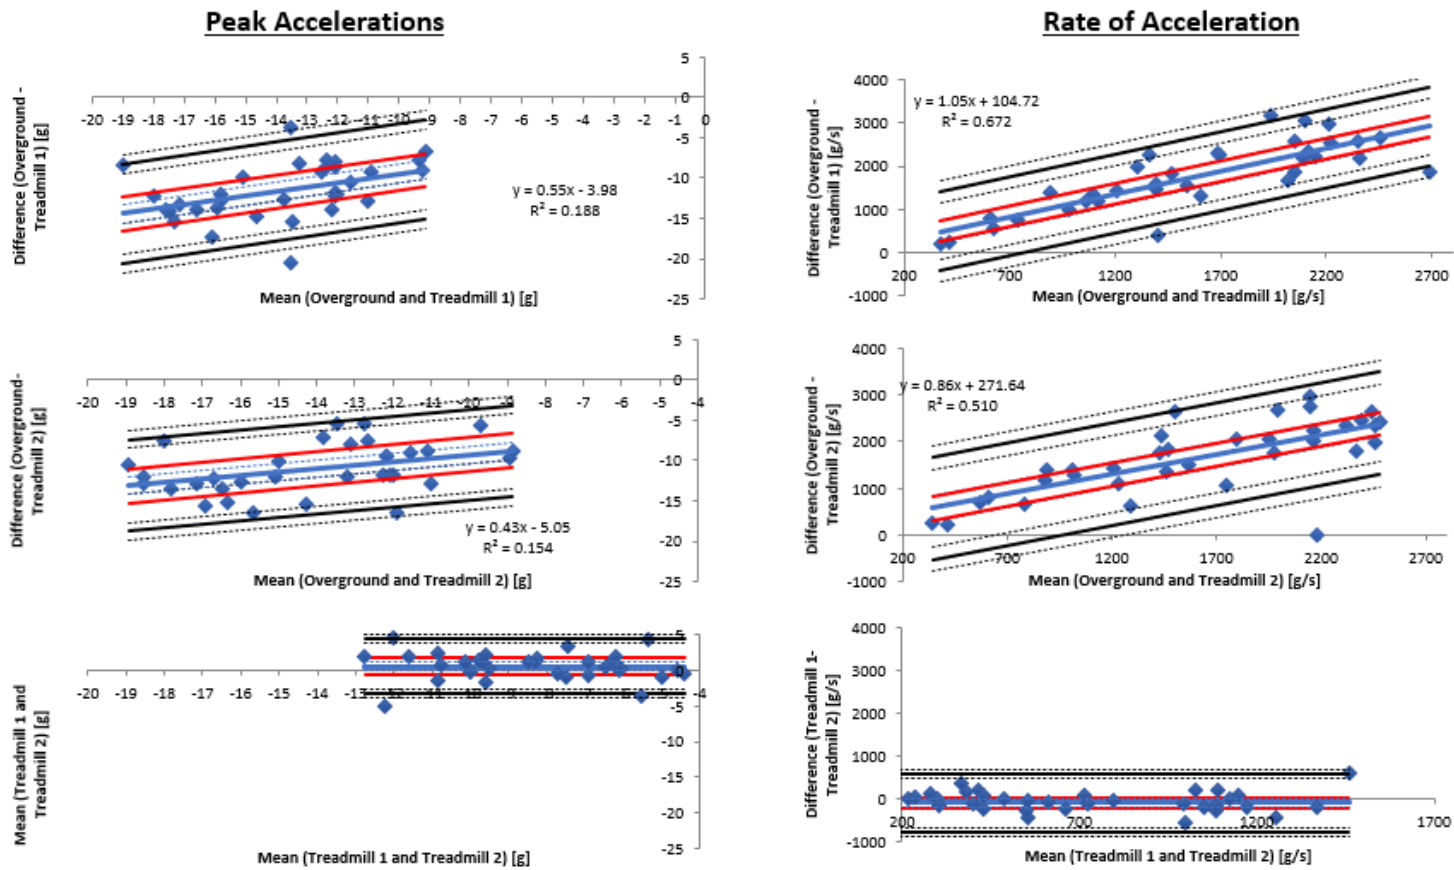 Peak Accelerations
Rate of Acceleration
Difference (Overground -
Treadmill 1) [g]
5
0
-5
-10
-15
-20
-25
-20 -19 -18 -17 -16 -15 -14 -13 -12 -11 -10 -9 -8 -7 -6 -5 -4 -3 -2 -1 0
y = 0.55x - 3.98
R² = 0.188
Mean (Overground and Treadmill 1) [g]
Difference (Overground -
Treadmill 1) [g/s]
4000
3000
2000
1000
0
-1000
200 700 1200 1700 2200 2700
y = 1.05x + 104.72
R² = 0.672
Mean (Overground and Treadmill 1) [g/s]
Difference (Overground-
Treadmill 2) [g]
5
0
-5
-10
-15
-20
-25
-20 -19 -18 -17 -16 -15 -14 -13 -12 -11 -10 -9 -8 -7 -6 -5 -4
y = 0.43x - 5.05
R² = 0.154
Mean (Overground and Treadmill 2) [g]
Difference (Overground -
Treadmill 2) [g/s]
4000
3000
2000
1000
0
-1000
200 700 1200 1700 2200 2700
y = 0.86x + 271.64
R² = 0.510
Mean (Overground and Treadmill 2) [g/s]
Mean (Treadmill 1 and
Treadmill 2) [g]
5
0
-5
-10
-15
-20
-25
-20 -19 -18 -17 -16 -15 -14 -13 -12 -11 -10 -9 -8 -7 -6 -5 -4
Mean (Treadmill 1 and Treadmill 2) [g]
Difference (Treadmill 1-
Treadmill 2) [g/s]
4000
3000
2000
1000
0
-1000
200 700 1200 1700
Mean (Treadmill 1 and Treadmill 2) [g/s]